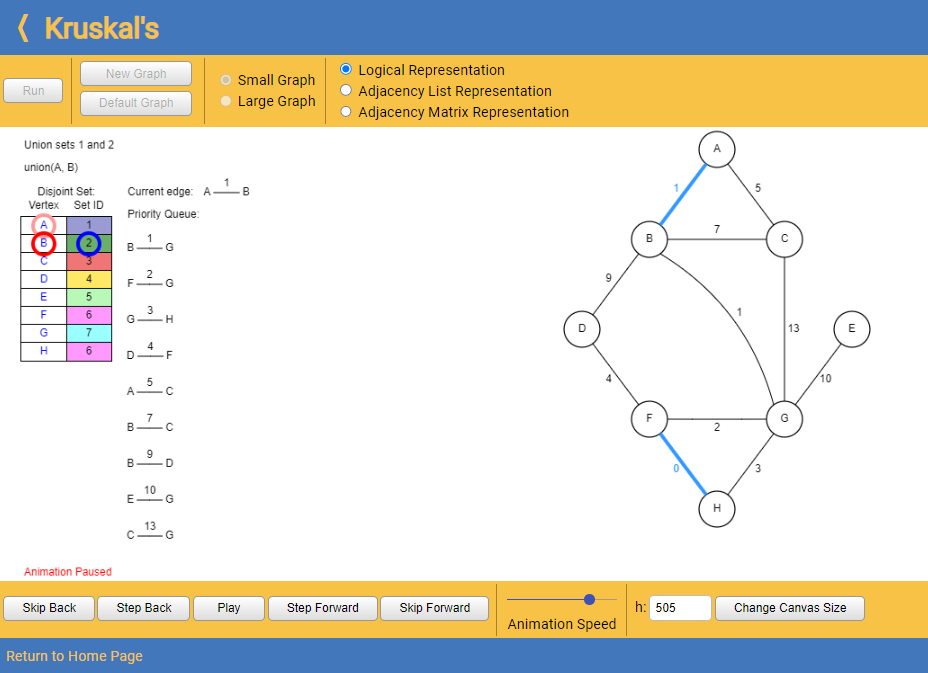 ⟨ Kruskal's
Run
New Graph
Default Graph
Small Graph
Large Graph
Logical Representation
Adjacency List Representation
Adjacency Matrix Representation
Union sets 1 and 2
union(A, B)
Disjoint Set:
Vertex Set ID
A 1
B 2
C 3
D 4
E 5
F 6
G 7
H 6
Current edge: A 1 B
Priority Queue:
B 1 G
F 2 G
G 3 H
D 4 F
A 5 C
B 7 C
B 9 D
E 10 G
C 13 G
A
1 5
B 7 C
9
1
D 13 E
4 10
F 2 G
0 3
H
Animation Paused
Skip Back
Step Back
Play
Step Forward
Skip Forward
Animation Speed
h: 505
Change Canvas Size
Return to Home Page